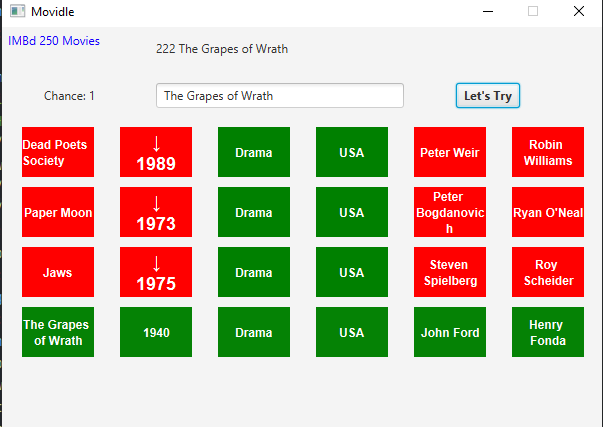 Movidle
IMBd 250 Movies
222 The Grapes of Wrath
Chance: 1
The Grapes of Wrath
Let's Try
Dead Poets
Society
↓
1989
Drama
USA
Peter Weir
Robin
Williams
Paper Moon
↓
1973
Drama
USA
Peter
Bogdanovic
h
Ryan O'Neal
Jaws
↓
1975
Drama
USA
Steven
Spielberg
Roy
Scheider
The Grapes
of Wrath
1940
Drama
USA
John Ford
Henry
Fonda